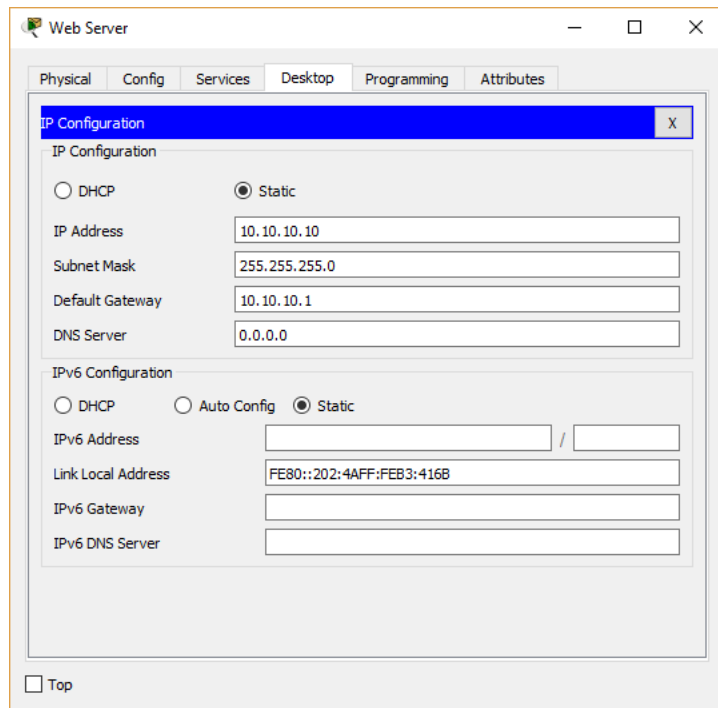 Web Server
Physical Config Services Desktop Programming Attributes
IP Configuration X
IP Configuration
DHCP Static
IP Address 10.10.10.10
Subnet Mask 255.255.255.0
Default Gateway 10.10.10.1
DNS Server 0.0.0.0
IPv6 Configuration
DHCP Auto Config Static
IPv6 Address /
Link Local Address FE80::202:4AFF:FEB3:416B
IPv6 Gateway
IPv6 DNS Server
Top